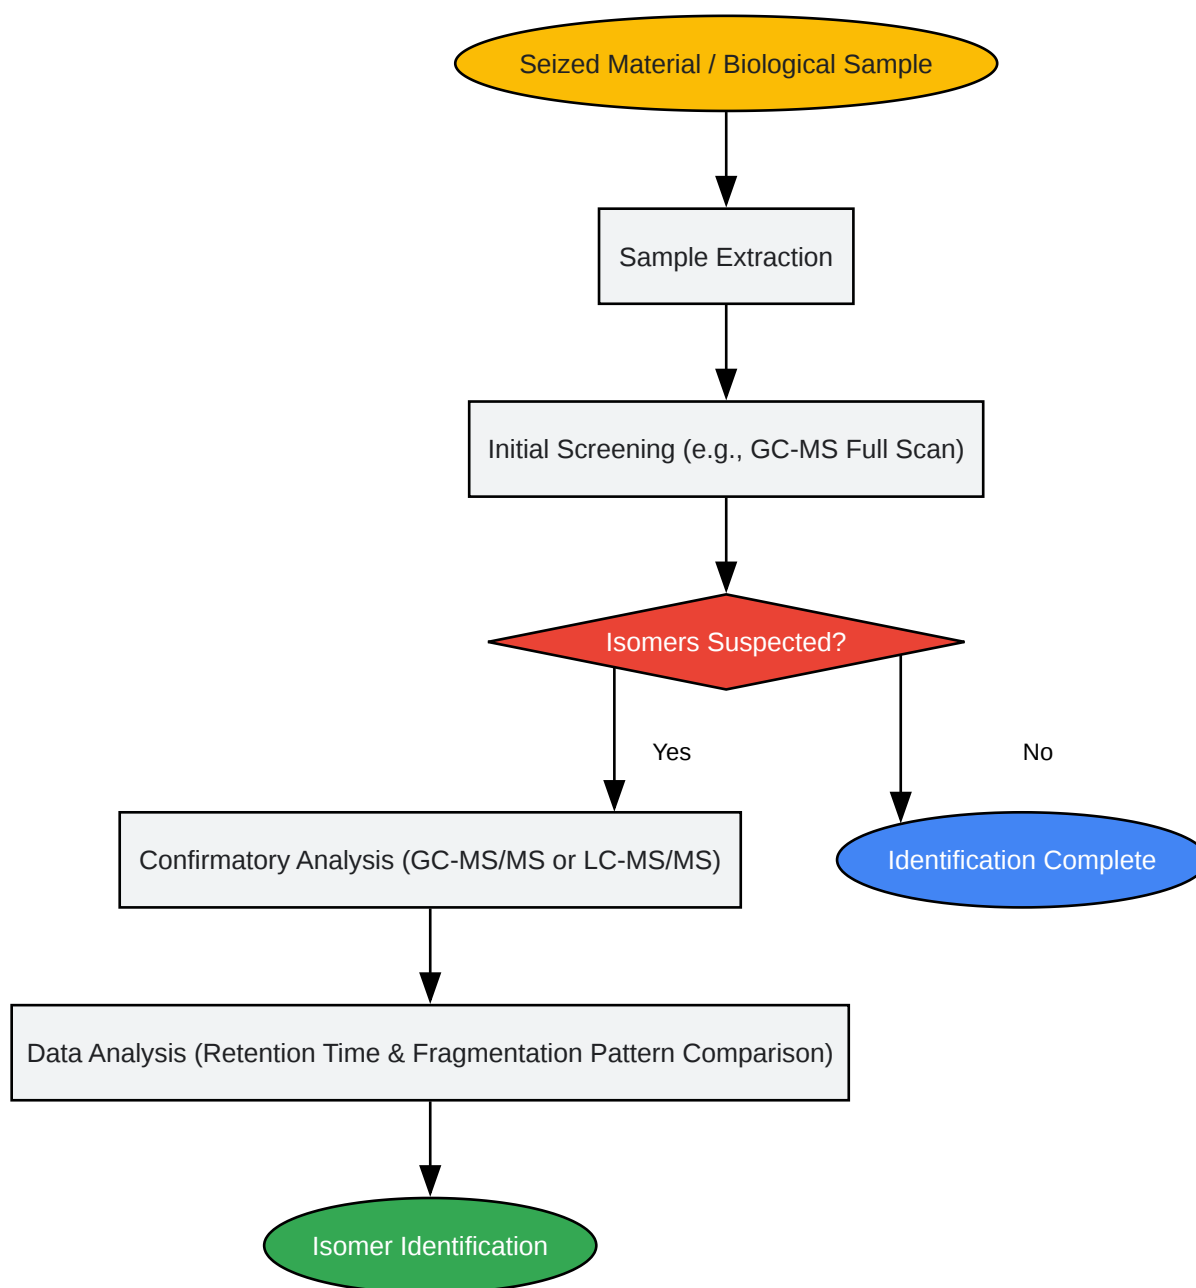 Seized Material / Biological Sample
Sample Extraction
Initial Screening (e.g., GC-MS Full Scan)
Isomers Suspected?
Yes
No
Confirmatory Analysis (GC-MS/MS or LC-MS/MS)
Identification Complete
Data Analysis (Retention Time & Fragmentation Pattern Comparison)
Isomer Identification